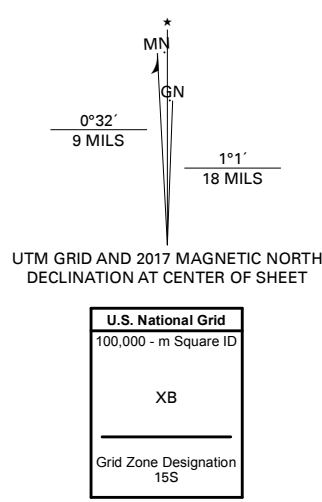 ★
MN
GN
0°32´
9 MILS
1°1´
18 MILS
UTM GRID AND 2017 MAGNETIC NORTH
DECLINATION AT CENTER OF SHEET
U.S. National Grid
100,000 - m Square ID
XB
Grid Zone Designation
15S